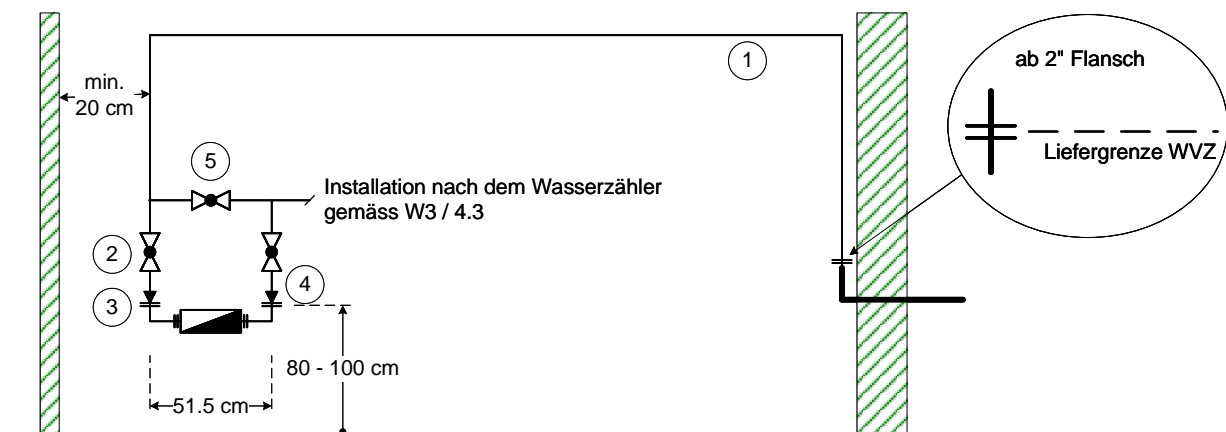 1
ab 2" Flansch
Liefergrenze WVZ
min.
20 cm
5
Installation nach dem Wasserzähler
gemäss W3 / 4.3
2
3
4
80 - 100 cm
51.5 cm